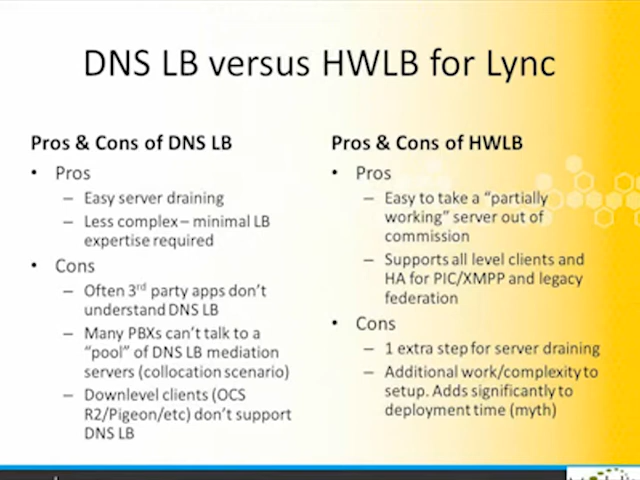 DNS LB versus HWLB for Lync
Pros & Cons of DNS LB
• Pros
– Easy server draining
– Less complex – minimal LB
expertise required
• Cons
– Often 3rd party apps don't
understand DNS LB
– Many PBXs can't talk to a
"pool" of DNS LB mediation
servers (collocation scenario)
– Downlevel clients (OCS
R2/Pigeon/etc) don't support
DNS LB
Pros & Cons of HWLB
• Pros
– Easy to take a "partially
working" server out of
commission
– Supports all level clients and
HA for PIC/XMPP and legacy
federation
• Cons
– 1 extra step for server draining
– Additional work/complexity to
setup. Adds significantly to
deployment time (myth)